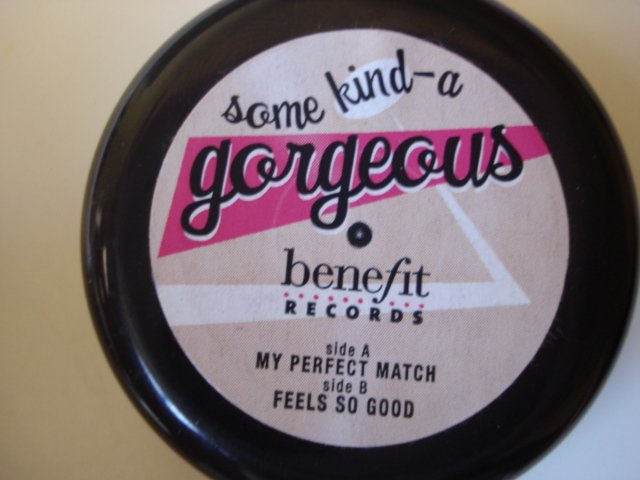 some kind-a
gorgeous
benefit
RECORDS
side A
MY PERFECT MATCH
side B
FEELS SO GOOD